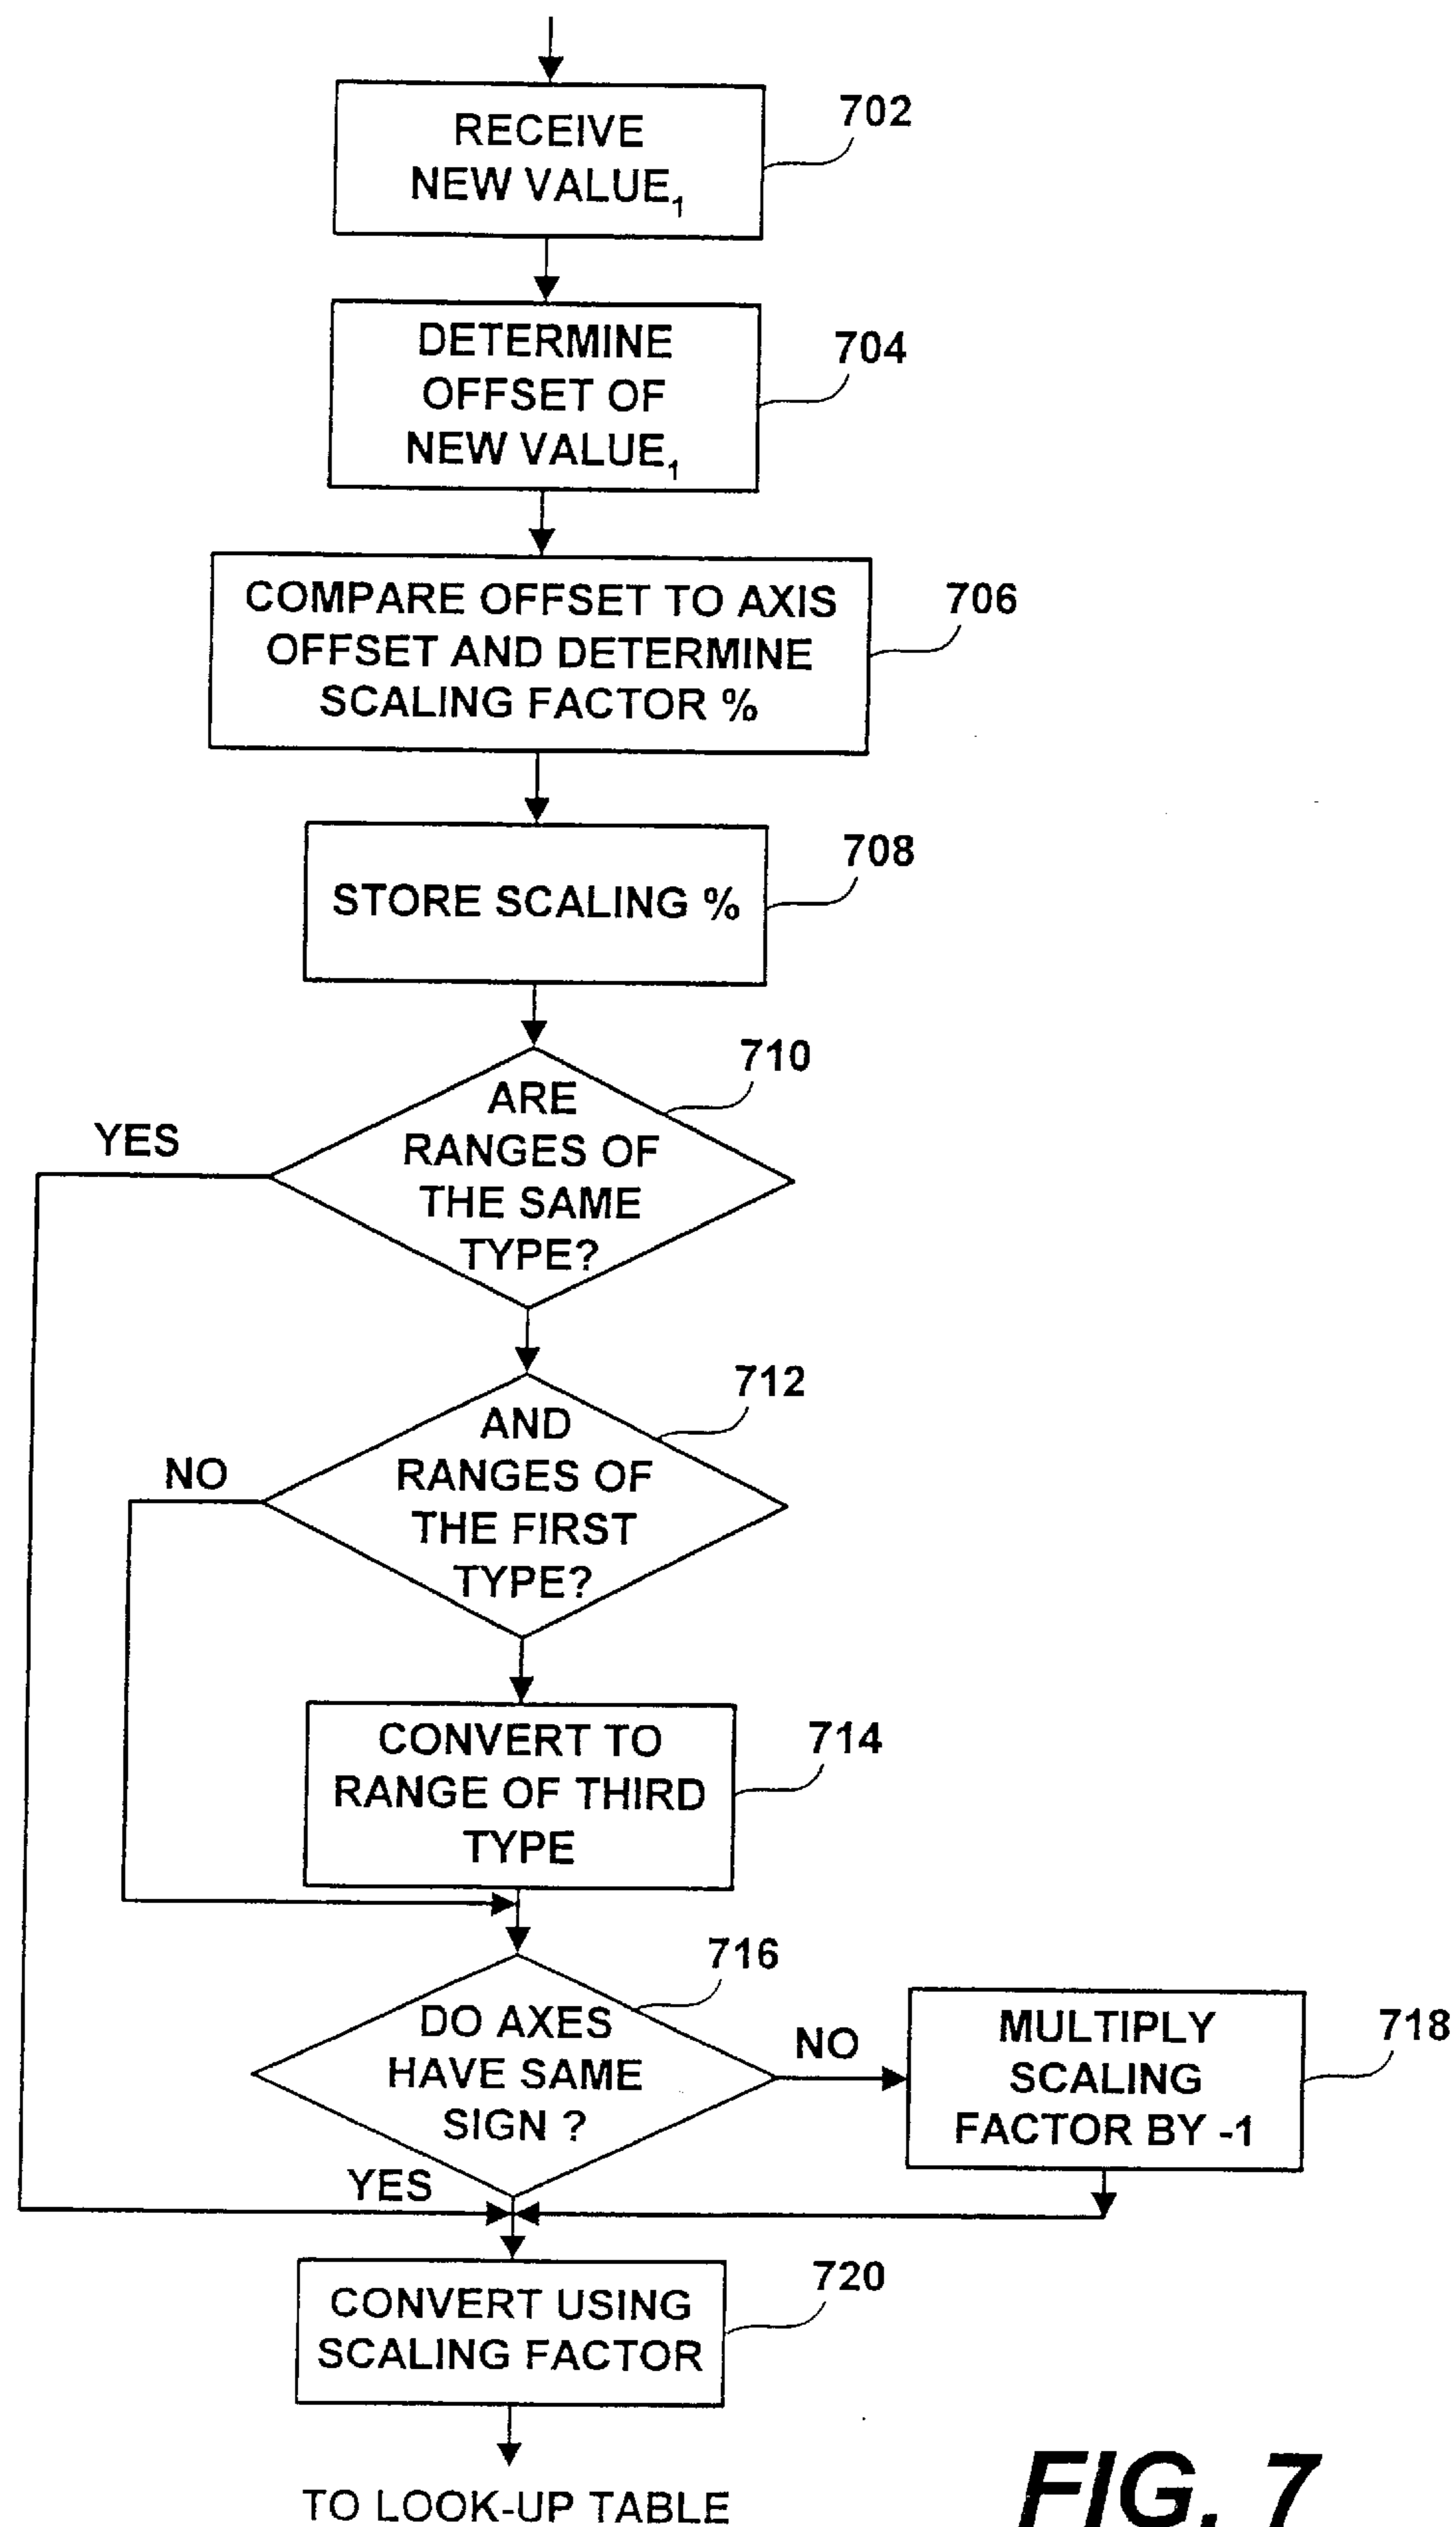 RECEIVE
NEW VALUE1
702
DETERMINE
OFFSET OF
NEW VALUE1
704
COMPARE OFFSET TO AXIS
OFFSET AND DETERMINE
SCALING FACTOR %
706
STORE SCALING %
708
ARE
RANGES OF
THE SAME
TYPE?
710
YES
AND
RANGES OF
THE FIRST
TYPE?
712
NO
CONVERT TO
RANGE OF THIRD
TYPE
714
DO AXES
HAVE SAME
SIGN ?
716
NO
MULTIPLY
SCALING
FACTOR BY -1
718
YES
CONVERT USING
SCALING FACTOR
720
TO LOOK-UP TABLE
FIG. 7